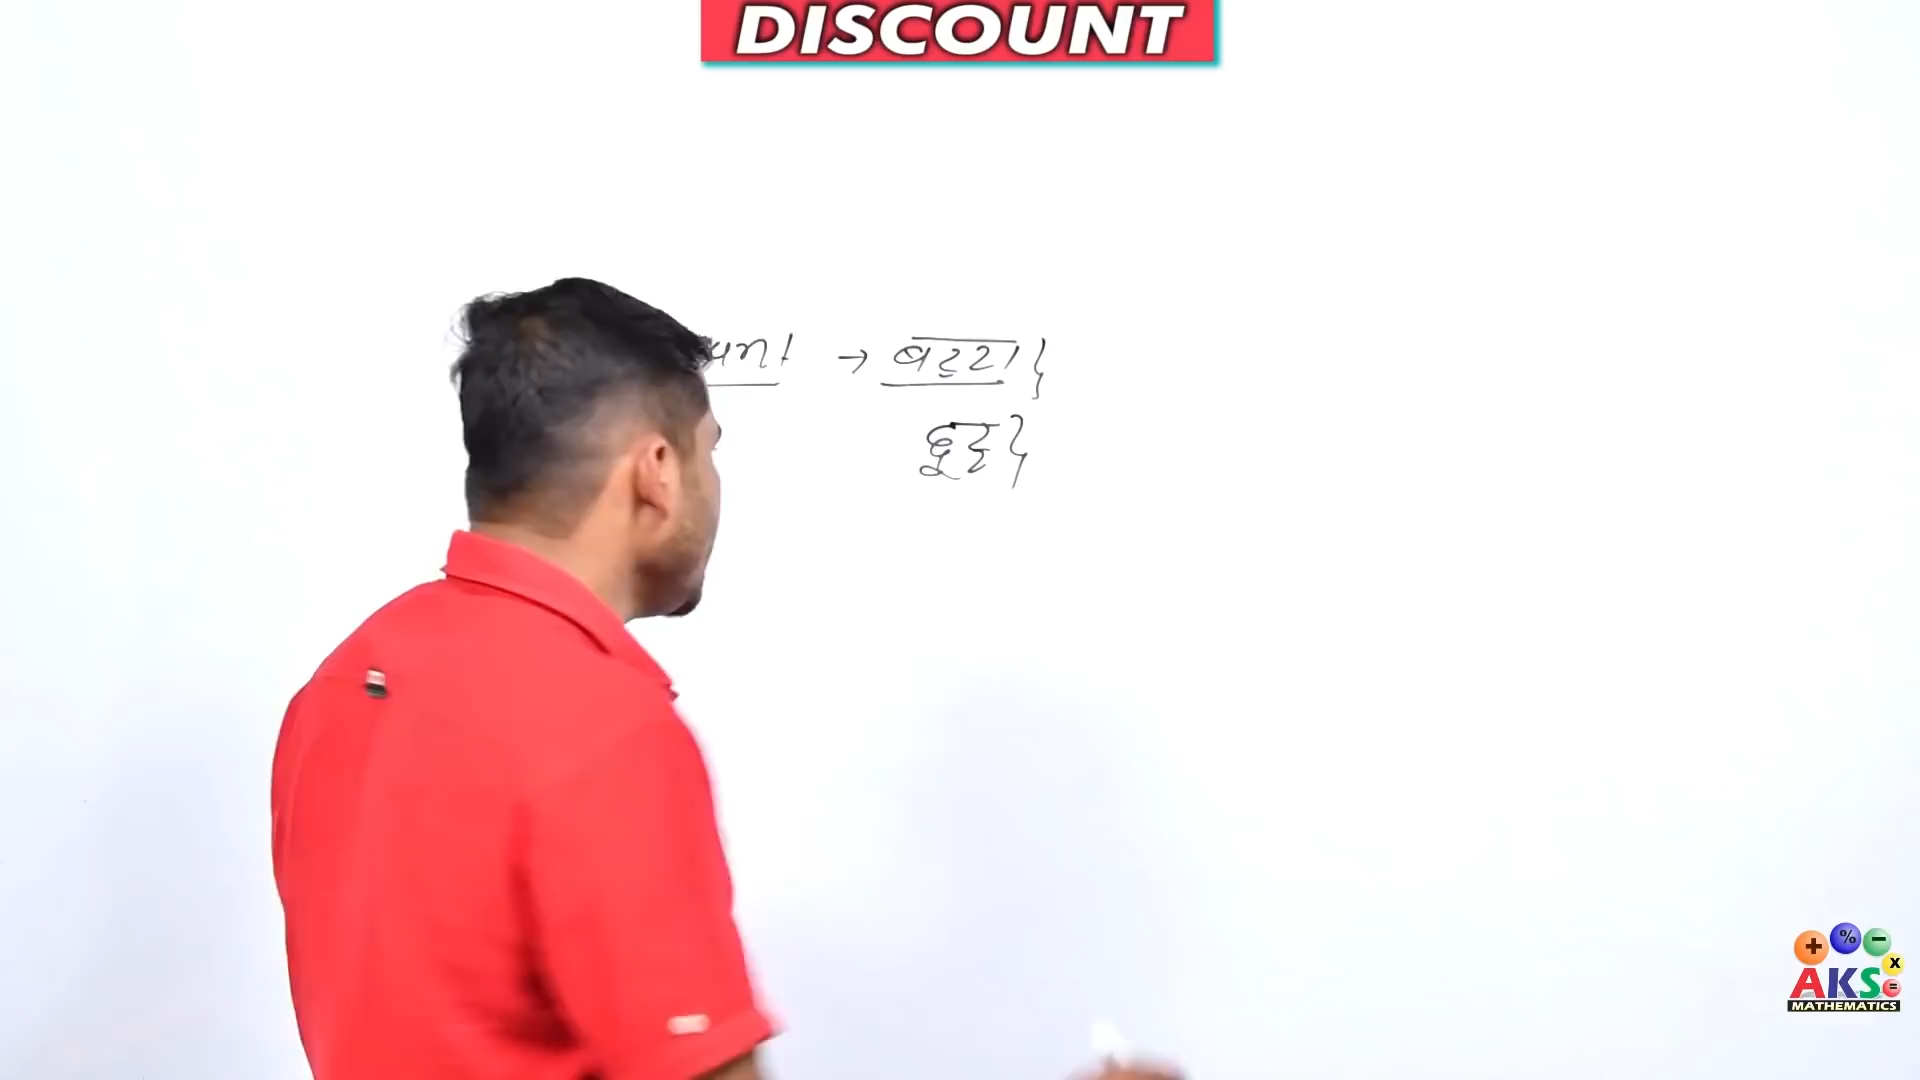 DISCOUNT
→ बट्टा}
छूट}
+ % - x =
AKS
MATHEMATICS